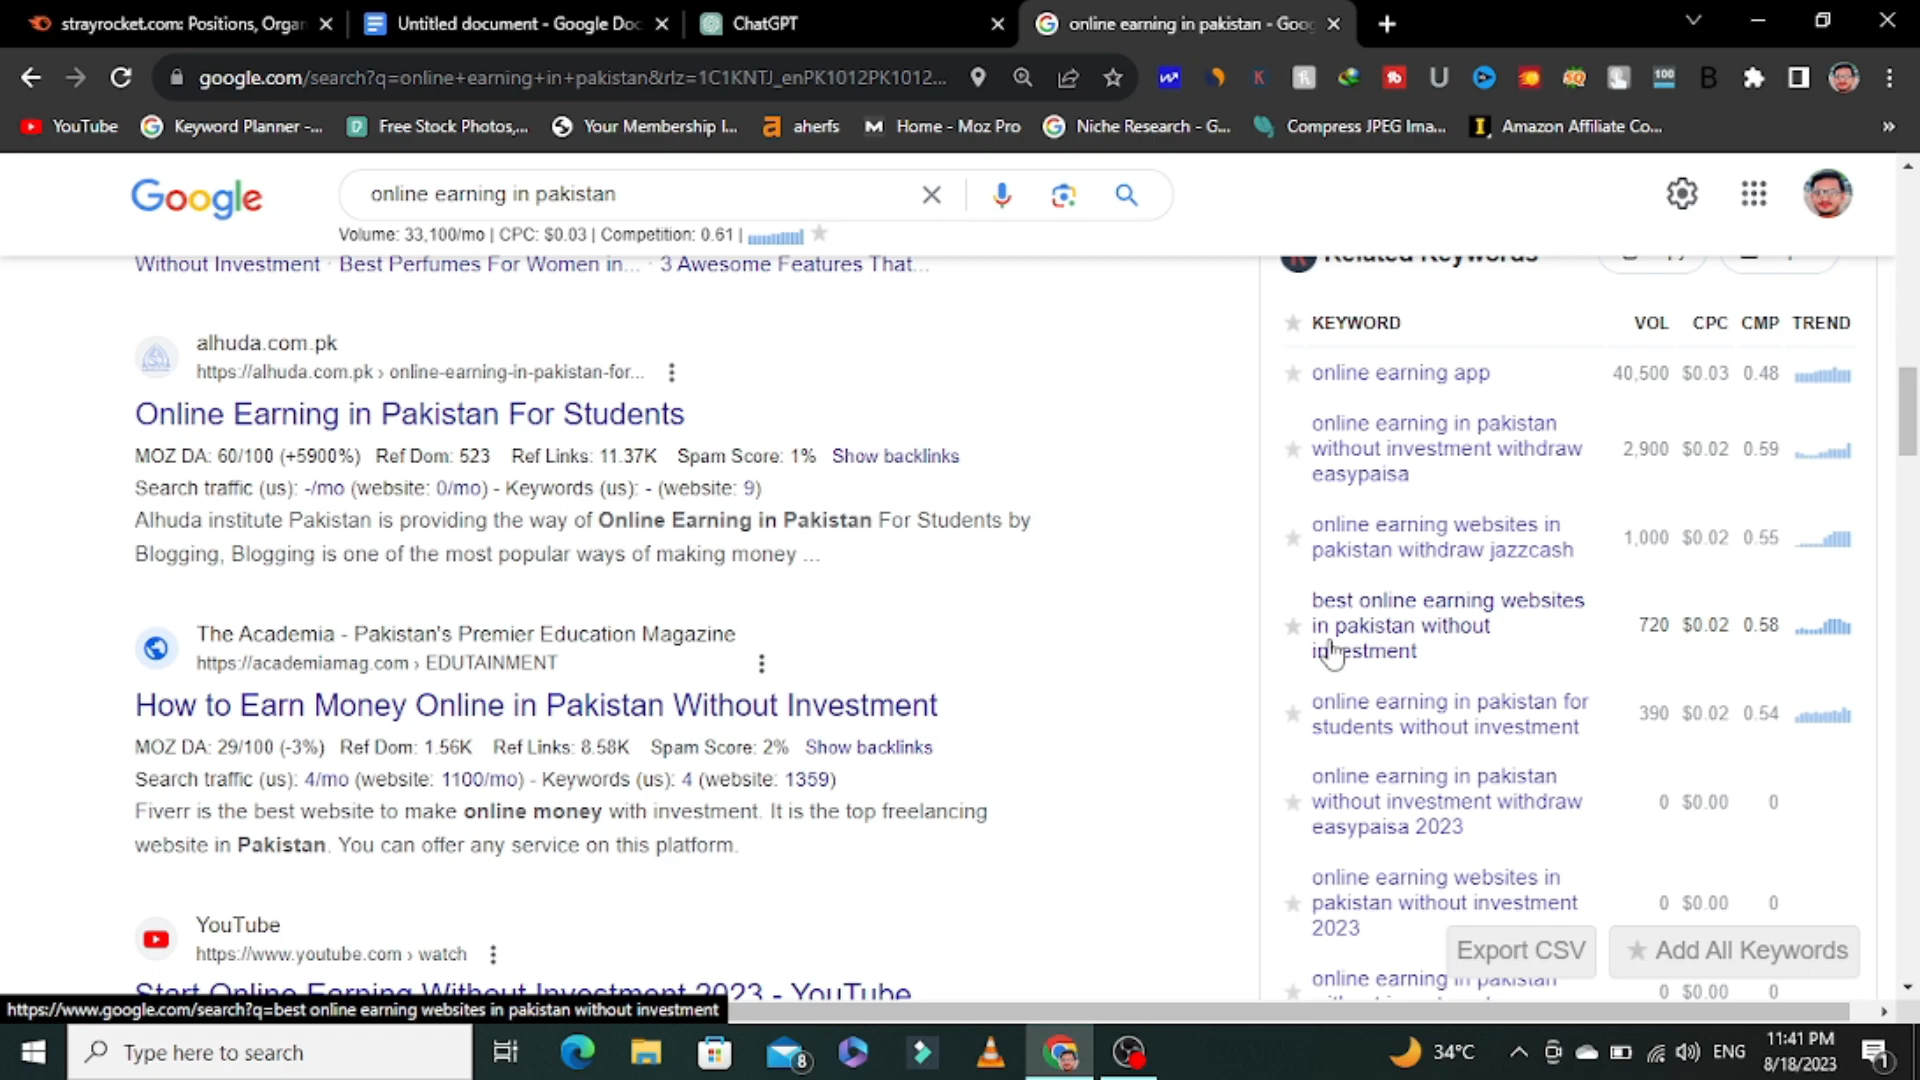 strayrocket.com: Positions, Orga
Untitled document - Google Doc
ChatGPT
online earning in pakistan - Goog
google.com/search?q=online+earning+in+pakistan&rlz=1C1KNTJ_enPK1012PK1012...
YouTube
Keyword Planner -...
Free Stock Photos,...
Your Membership I...
aherfs
Home - Moz Pro
Niche Research - G...
Compress JPEG Ima...
Amazon Affiliate Co...
»
Google
online earning in pakistan
Volume: 33,100/mo | CPC: $0.03 | Competition: 0.61 |
Without Investment · Best Perfumes For Women in... · 3 Awesome Features That...
alhuda.com.pk
https://alhuda.com.pk › online-earning-in-pakistan-for...
Online Earning in Pakistan For Students
MOZ DA: 60/100 (+5900%) Ref Dom: 523 Ref Links: 11.37K Spam Score: 1% Show backlinks
Search traffic (us): -/mo (website: 0/mo) - Keywords (us): - (website: 9)
Alhuda institute Pakistan is providing the way of Online Earning in Pakistan For Students by
Blogging, Blogging is one of the most popular ways of making money ...
The Academia - Pakistan's Premier Education Magazine
https://academiamag.com › EDUTAINMENT
How to Earn Money Online in Pakistan Without Investment
MOZ DA: 29/100 (-3%) Ref Dom: 1.56K Ref Links: 8.58K Spam Score: 2% Show backlinks
Search traffic (us): 4/mo (website: 1100/mo) - Keywords (us): 4 (website: 1359)
Fiverr is the best website to make online money with investment. It is the top freelancing
website in Pakistan. You can offer any service on this platform.
YouTube
https://www.youtube.com › watch
Start Online Earning Without Investment 2023 - YouTube
Related Keywords
KEYWORD VOL CPC CMP TREND
online earning app 40,500 $0.03 0.48
online earning in pakistan
without investment withdraw 2,900 $0.02 0.59
easypaisa
online earning websites in
pakistan withdraw jazzcash 1,000 $0.02 0.55
best online earning websites
in pakistan without 720 $0.02 0.58
investment
online earning in pakistan for
students without investment 390 $0.02 0.54
online earning in pakistan
without investment withdraw 0 $0.00 0
easypaisa 2023
online earning websites in
pakistan without investment 0 $0.00 0
2023
Export CSV
Add All Keywords
online earning in pakistan
0 $0.00 0
https://www.google.com/search?q=best online earning websites in pakistan without investment
Type here to search
8
34°C
ENG
11:41 PM
8/18/2023
1